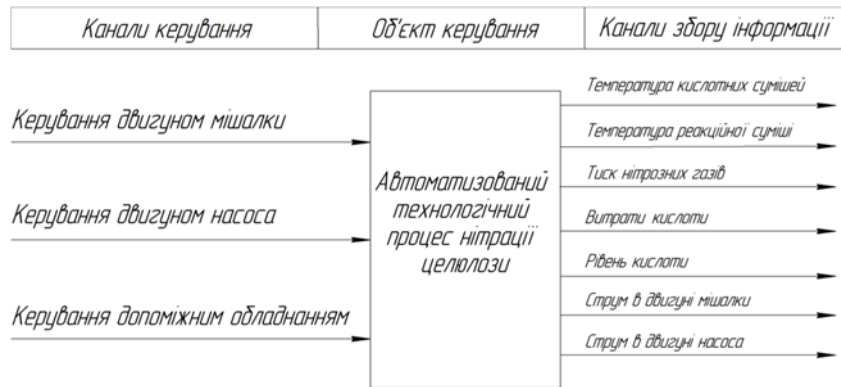 Канали керування
Об'єкт керування
Канали збору інформації
Керування двигуном мішалки
Керування двигуном насоса
Керування допоміжним обладнанням
Автоматизований
технологічний
процес нітрації
целюлози
Температура кислотних сумішей
Температура реакційної суміші
Тиск нітрозних газів
Витрати кислоти
Рівень кислоти
Струм в двигуні мішалки
Струм в двигуні насоса